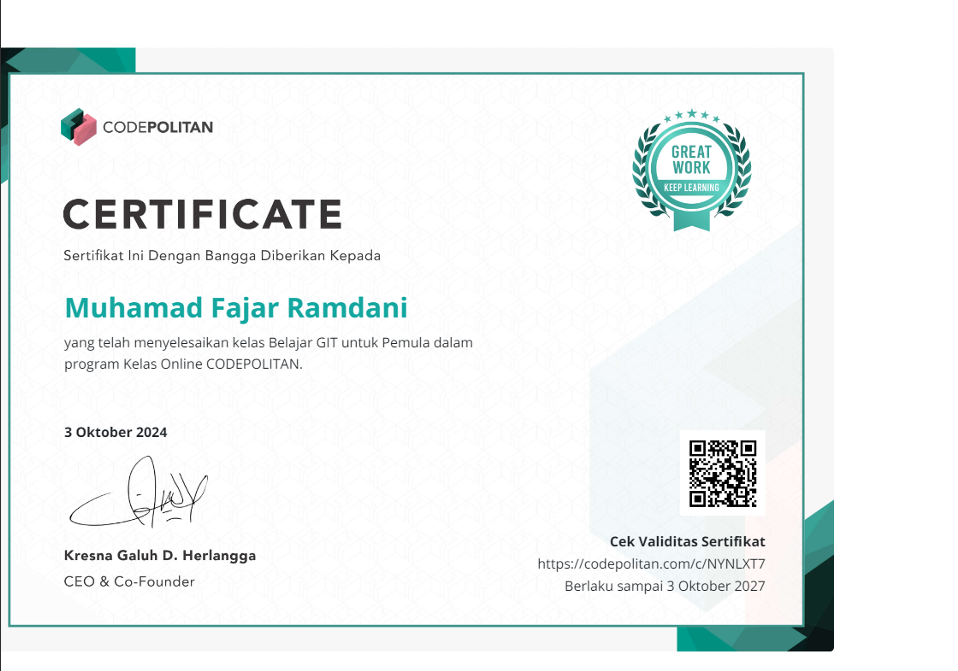 CODEPOLITAN
GREAT
WORK
KEEP LEARNING
CERTIFICATE
Sertifikat Ini Dengan Bangga Diberikan Kepada
Muhamad Fajar Ramdani
yang telah menyelesaikan kelas Belajar GIT untuk Pemula dalam
program Kelas Online CODEPOLITAN.
3 Oktober 2024
Kresna Galuh D. Herlangga
CEO & Co-Founder
Cek Validitas Sertifikat
https://codepolitan.com/c/NYNLXT7
Berlaku sampai 3 Oktober 2027